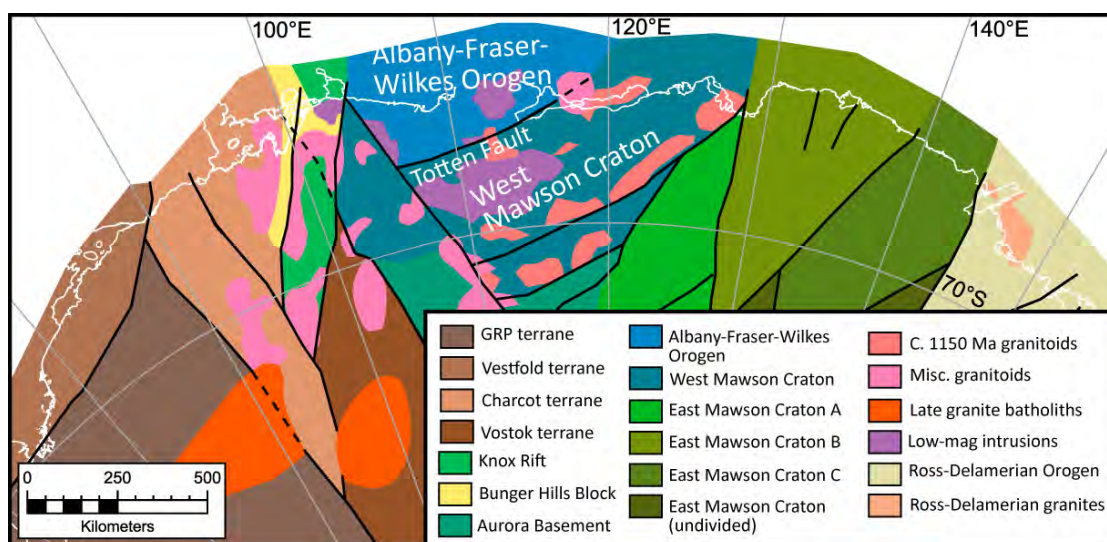 100°E
120°E
140°E
Albany-Fraser-
Wilkes Orogen
Totten Fault
West
Mawson Craton
70°S
GRP terrane
Vestfold terrane
Charcot terrane
Vostok terrane
Knox Rift
Bunger Hills Block
Aurora Basement
Albany-Fraser-Wilkes
Orogen
West Mawson Craton
East Mawson Craton A
East Mawson Craton B
East Mawson Craton C
East Mawson Craton
(undivided)
C. 1150 Ma granitoids
Misc. granitoids
Late granite batholiths
Low-mag intrusions
Ross-Delamerian Orogen
Ross-Delamerian granites
0 250 500
Kilometers